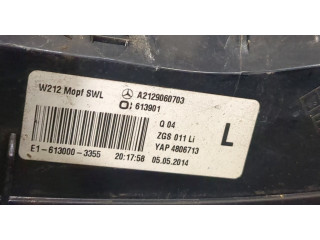 W212 Mopf SWL A2129060703
O: 613901
Q 04
ZGS 011 Li
YAP 4806713
L
E1-613000-3355 20:17:58 05.05.2014